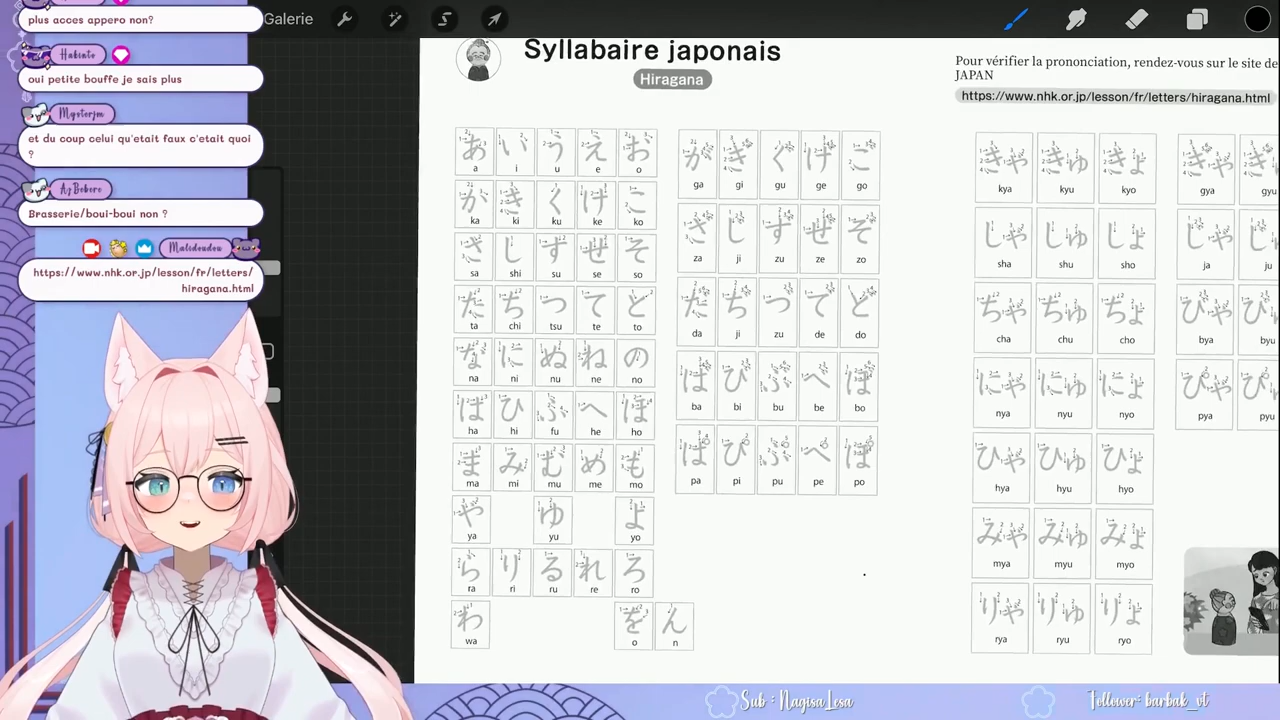 plus acces appero non?
Habinto
oui petite bouffe je sais plus
Mysterjm
et du coup celui qu'etait faux c'etait quoi
?
AyBobore
Brasserie/boui-boui non ?
Matidoudou
https://www.nhk.or.jp/lesson/fr/letters/
hiragana.html
Galerie
Syllabaire japonais
Hiragana
Pour vérifier la prononciation, rendez-vous sur le site de
JAPAN
https://www.nhk.or.jp/lesson/fr/letters/hiragana.html
あ い う え お
a i u e o
か き く け こ
ka ki ku ke ko
さ し す せ そ
sa shi su se so
た ち つ て と
ta chi tsu te to
な に ぬ ね の
na ni nu ne no
は ひ ふ へ ほ
ha hi fu he ho
ま み む め も
ma mi mu me mo
や ゆ よ
ya yu yo
ら り る れ ろ
ra ri ru re ro
わ を ん
wa o n
が ぎ ぐ げ ご
ga gi gu ge go
ざ じ ず ぜ ぞ
za ji zu ze zo
だ ぢ づ で ど
da ji zu de do
ば び ぶ べ ぼ
ba bi bu be bo
ぱ ぴ ぷ ぺ ぽ
pa pi pu pe po
きゃ きゅ きょ
kya kyu kyo
しゃ しゅ しょ
sha shu sho
ちゃ ちゅ ちょ
cha chu cho
にゃ にゅ にょ
nya nyu nyo
ひゃ ひゅ ひょ
hya hyu hyo
みゃ みゅ みょ
mya myu myo
りゃ りゅ りょ
rya ryu ryo
ぎゃ ぎ
gya gyu
じゃ じ
ja ju
びゃ び
bya byu
ぴゃ ぴ
pya pyu
Sub : NagisaLesa
Follower: barbak_vt